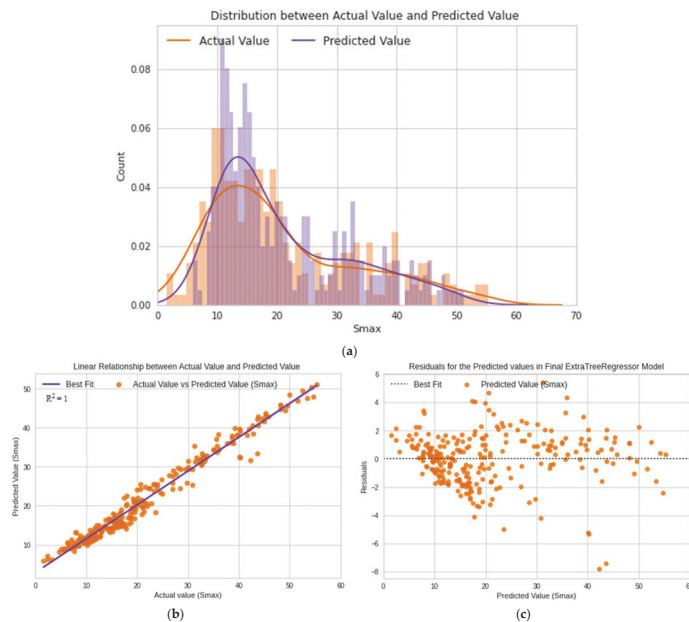 Distribution between Actual Value and Predicted Value
Actual Value Predicted Value
0.08
0.06
0.04
0.02
0.00
Count
0 10 20 30 40 50 60 70
Smax
(a)
Linear Relationship between Actual Value and Predicted Value
Best Fit Actual Value vs Predicted Value (Smax)
R² = 1
50
40
30
20
10
Predicted Value (Smax)
0 10 20 30 40 50 60
Actual value (Smax)
(b)
Residuals for the Predicted values in Final ExtraTreeRegressor Model
Best Fit Predicted Value (Smax)
6
4
2
0
-2
-4
-6
-8
Residuals
0 10 20 30 40 50 60
Predicted Value (Smax)
(c)